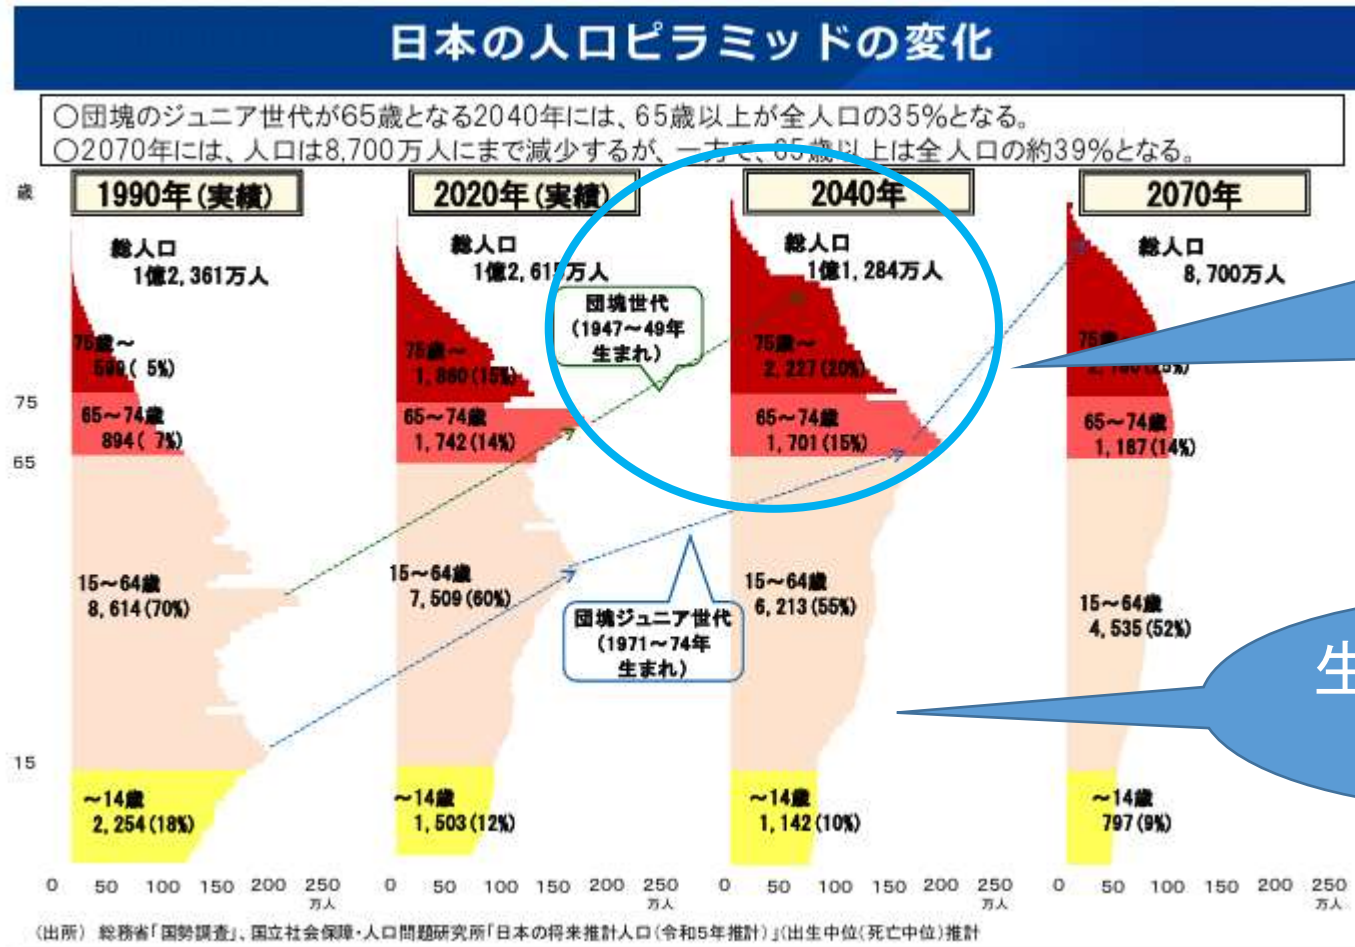 日本の人口ピラミッドの変化
○団塊のジュニア世代が65歳となる2040年には、65歳以上が全人口の35%となる。
○2070年には、人口は8,700万人にまで減少するが、一方で、65歳以上は全人口の約39%となる。
歳
1990年(実績)
2020年(実績)
2040年
2070年
総人口
1億2,361万人
総人口
1億2,615万人
総人口
1億1,284万人
総人口
8,700万人
団塊世代
(1947~49年
生まれ)
75歳~
599( 5%)
75歳~
1,860(15%)
75歳~
2,227(20%)
75
65~74歳
894( 7%)
65~74歳
1,742(14%)
65~74歳
1,701(15%)
65~74歳
1,187(14%)
65
15~64歳
8,614(70%)
15~64歳
7,509(60%)
15~64歳
6,213(55%)
15~64歳
4,535(52%)
団塊ジュニア世代
(1971~74年
生まれ)
生
15
~14歳
2,254(18%)
~14歳
1,503(12%)
~14歳
1,142(10%)
~14歳
797(9%)
0 50 100 150 200 250
万人
0 50 100 150 200 250
万人
0 50 100 150 200 250
万人
0 50 100 150 200 250
万人
(出所) 総務省「国勢調査」、国立社会保障・人口問題研究所「日本の将来推計人口(令和5年推計)」(出生中位(死亡中位)推計